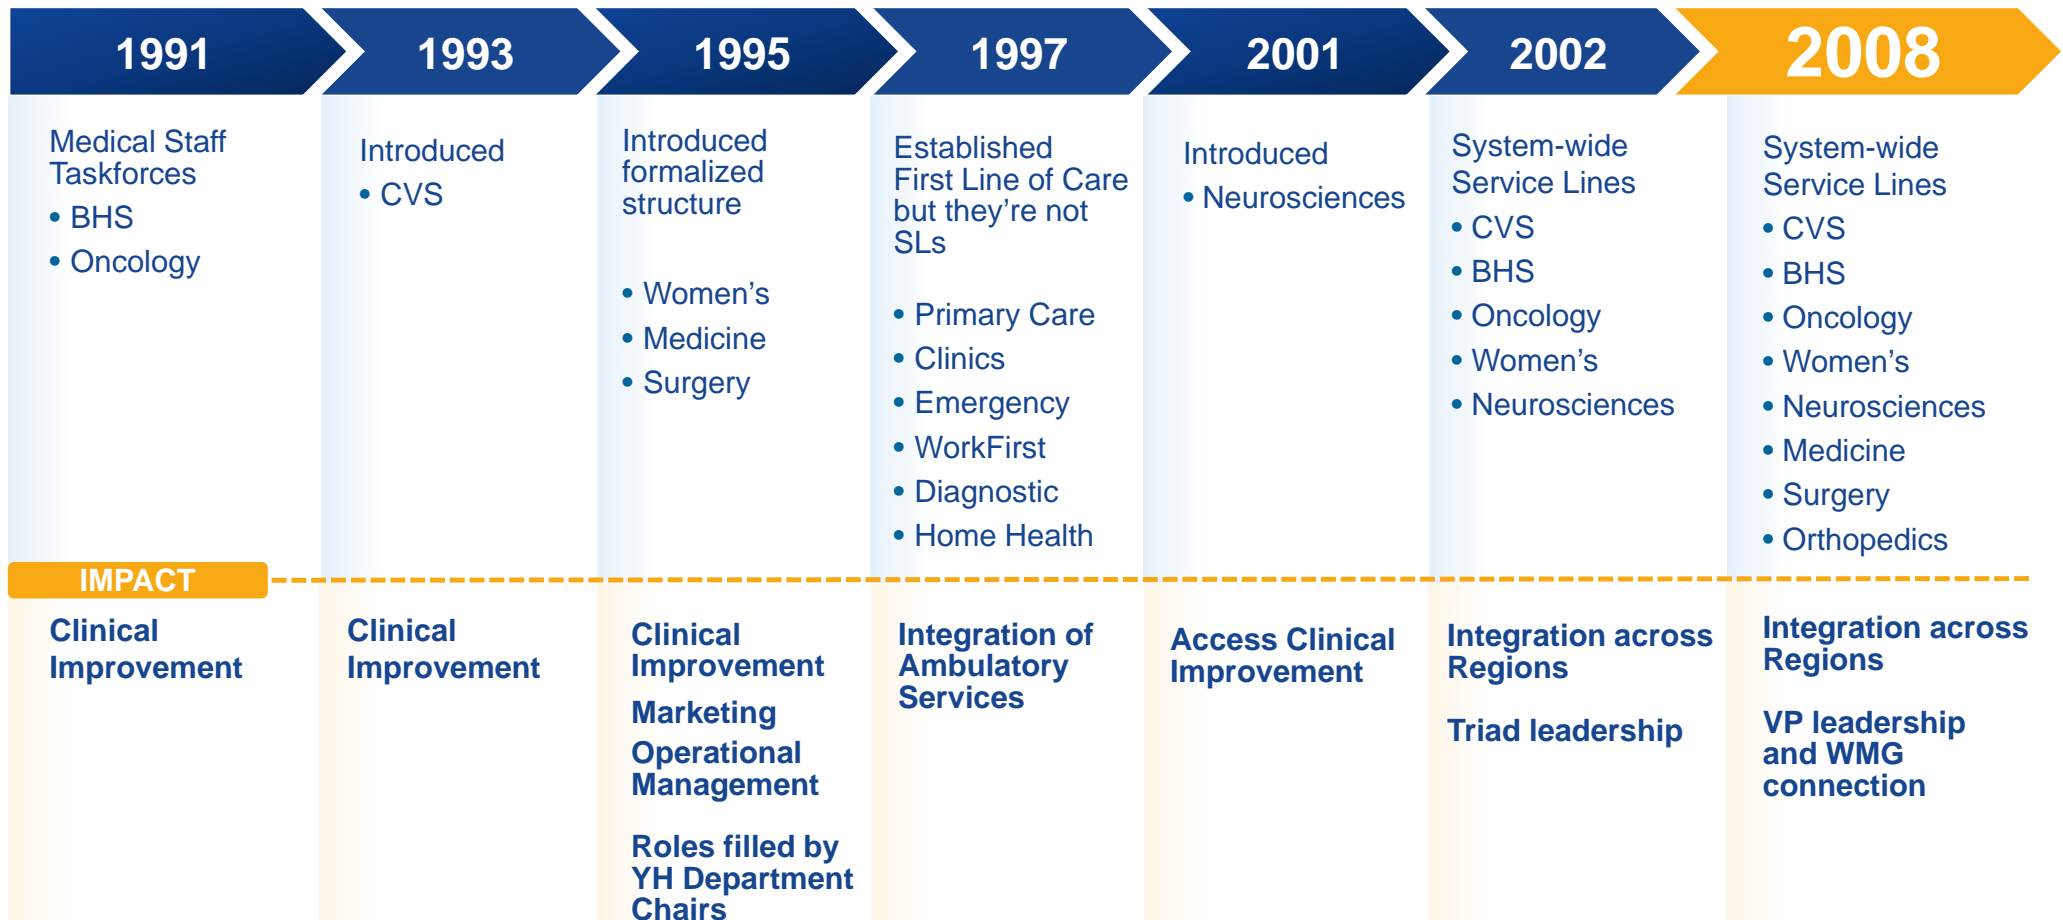 1991
1993
1995
1997
2001
2002
2008
Medical Staff
Taskforces
• BHS
• Oncology
Introduced
• CVS
Introduced
formalized
structure
• Women’s
• Medicine
• Surgery
Established
First Line of Care
but they’re not
SLs
• Primary Care
• Clinics
• Emergency
• WorkFirst
• Diagnostic
• Home Health
Introduced
• Neurosciences
System-wide
Service Lines
• CVS
• BHS
• Oncology
• Women’s
• Neurosciences
System-wide
Service Lines
• CVS
• BHS
• Oncology
• Women’s
• Neurosciences
• Medicine
• Surgery
• Orthopedics
IMPACT
Clinical
Improvement
Clinical
Improvement
Clinical
Improvement
Marketing
Operational
Management
Roles filled by
YH Department
Chairs
Integration of
Ambulatory
Services
Access Clinical
Improvement
Integration across
Regions
Triad leadership
Integration across
Regions
VP leadership
and WMG
connection